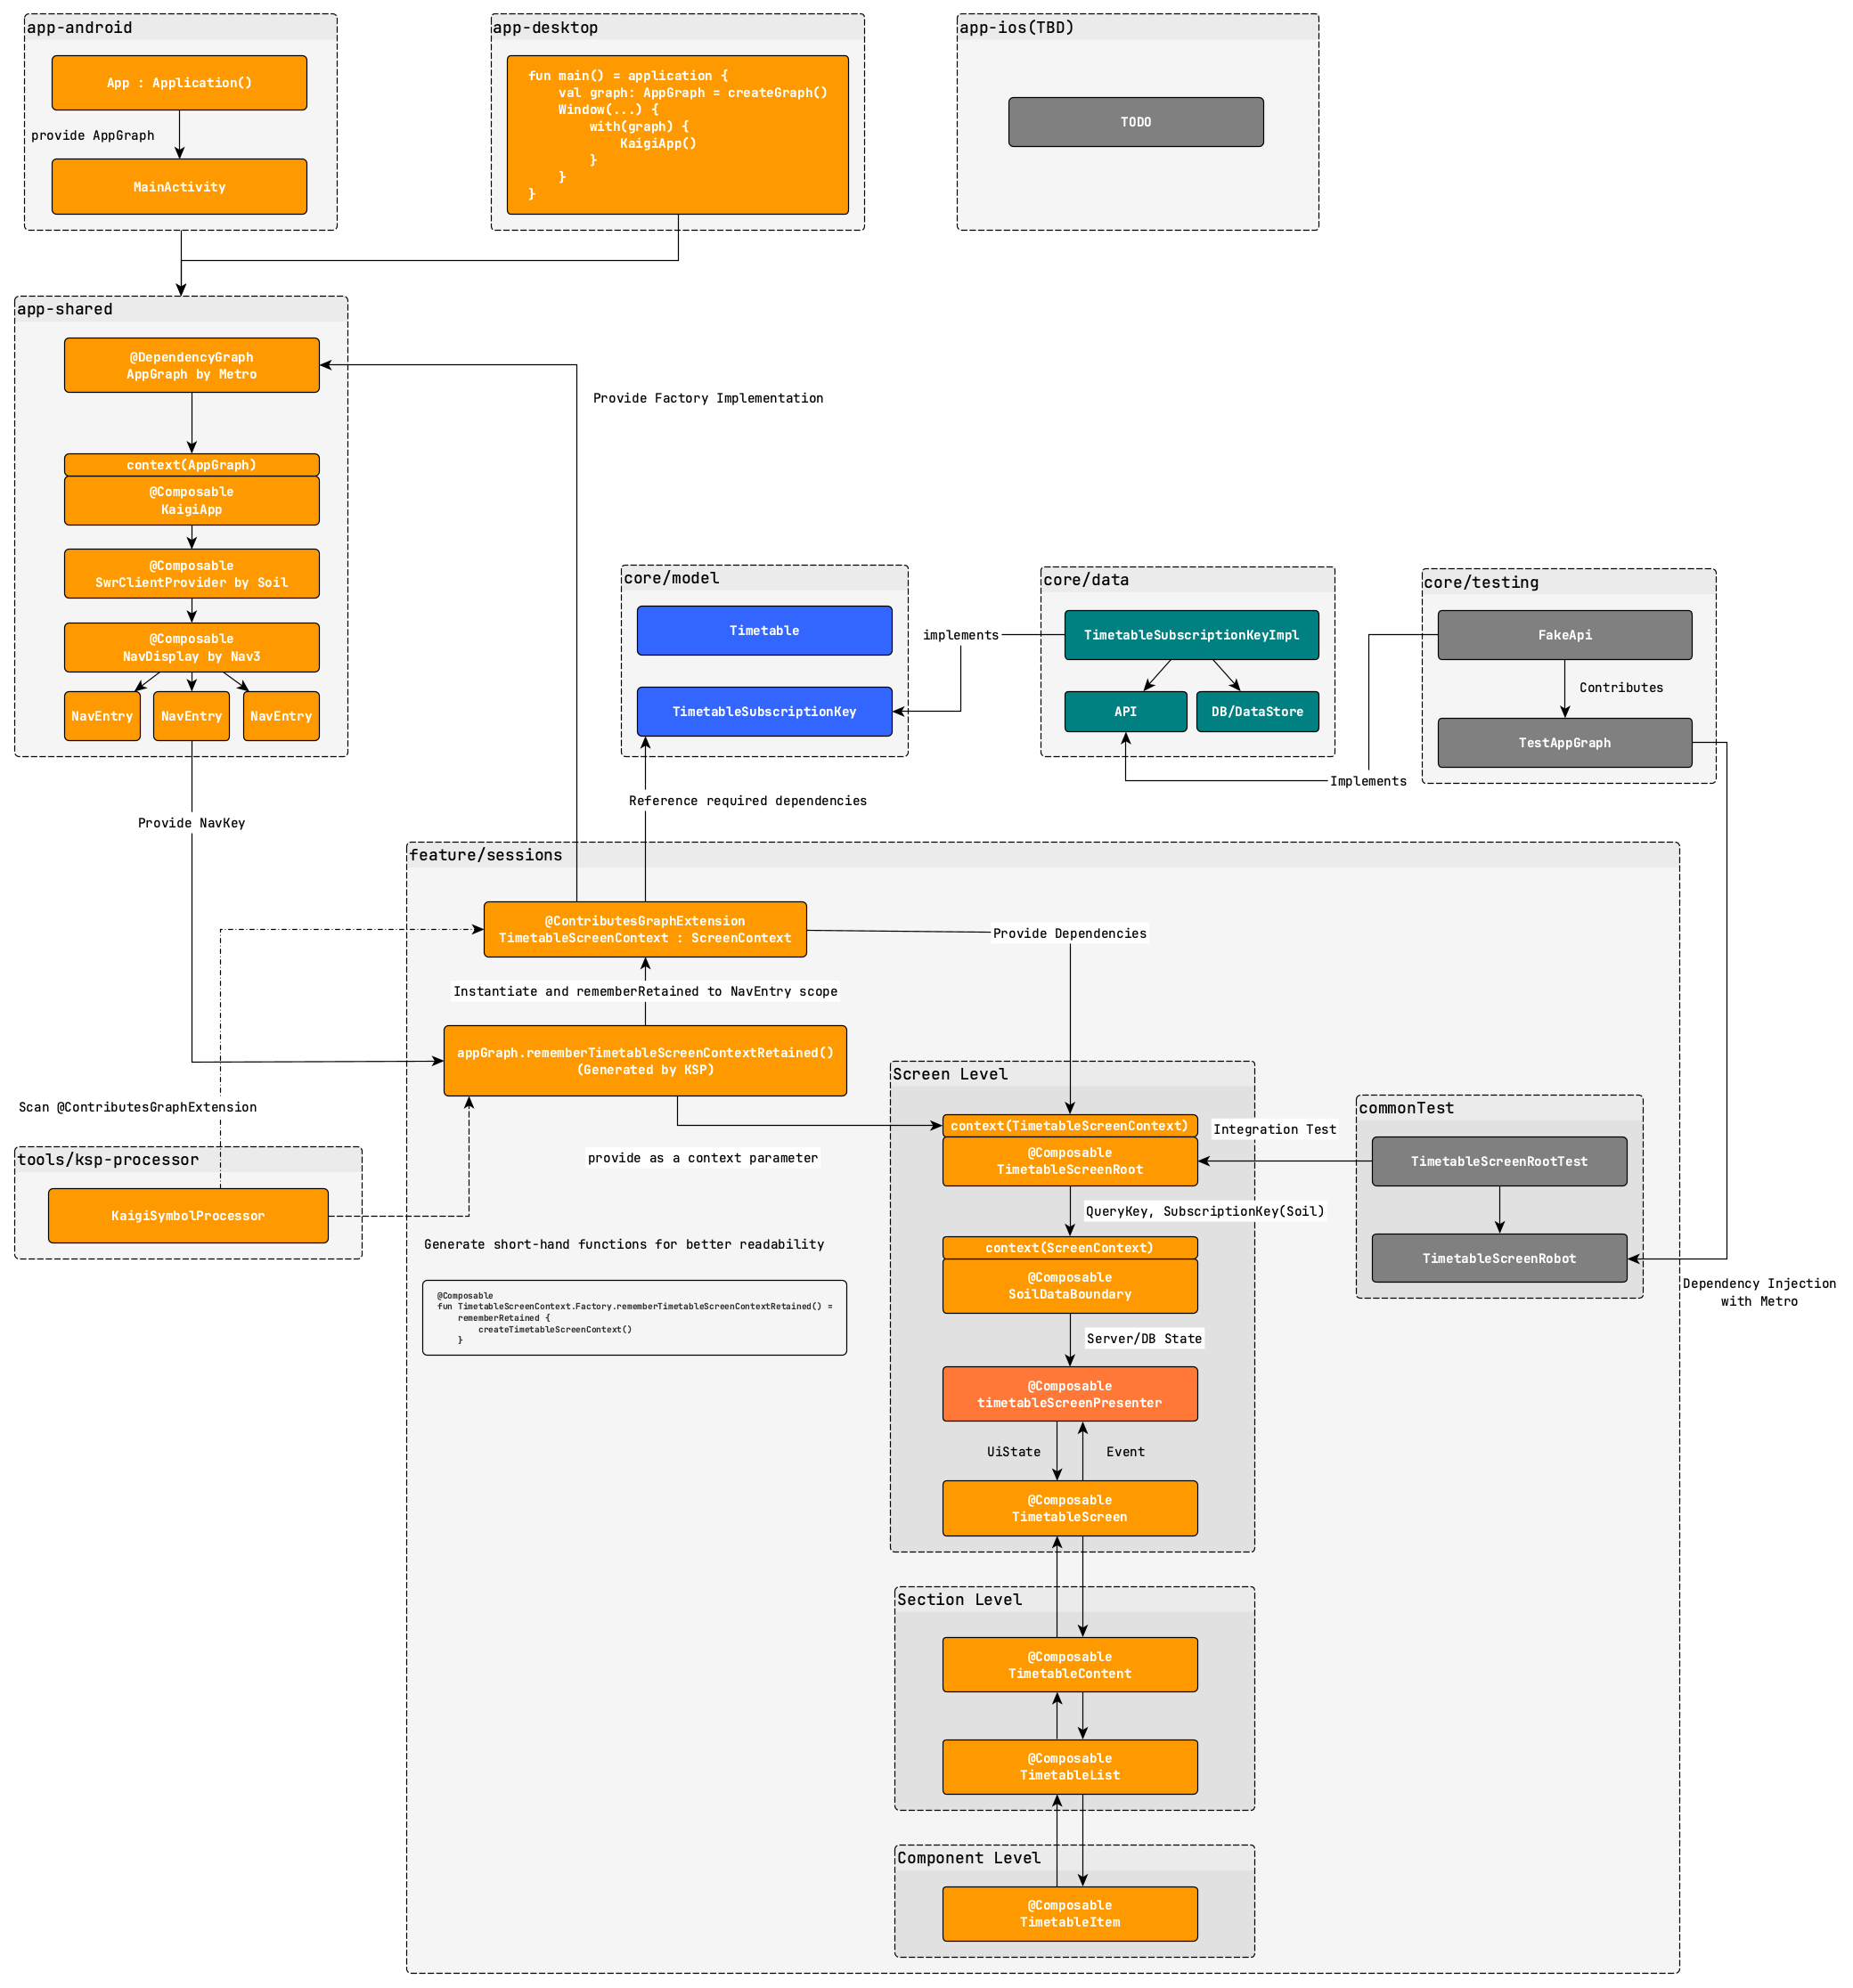 app-android
App : Application()
provide AppGraph
MainActivity
app-desktop
fun main() = application {
    val graph: AppGraph = createGraph()
    Window(...) {
        with(graph) {
            KaigiApp()
        }
    }
}
app-ios(TBD)
TODO
app-shared
@DependencyGraph
AppGraph by Metro
context(AppGraph)
@Composable
KaigiApp
@Composable
SwrClientProvider by Soil
@Composable
NavDisplay by Nav3
NavEntry
NavEntry
NavEntry
Provide Factory Implementation
core/model
Timetable
TimetableSubscriptionKey
implements
core/data
TimetableSubscriptionKeyImpl
API
DB/DataStore
core/testing
FakeApi
Contributes
TestAppGraph
Implements
Reference required dependencies
Provide NavKey
feature/sessions
@ContributesGraphExtension
TimetableScreenContext : ScreenContext
Provide Dependencies
Instantiate and rememberRetained to NavEntry scope
appGraph.rememberTimetableScreenContextRetained()
(Generated by KSP)
Scan @ContributesGraphExtension
tools/ksp-processor
KaigiSymbolProcessor
provide as a context parameter
Generate short-hand functions for better readability
@Composable
fun TimetableScreenContext.Factory.rememberTimetableScreenContextRetained() =
    rememberRetained {
        createTimetableScreenContext()
    }
Screen Level
context(TimetableScreenContext)
@Composable
TimetableScreenRoot
Integration Test
QueryKey, SubscriptionKey(Soil)
context(ScreenContext)
@Composable
SoilDataBoundary
Server/DB State
@Composable
timetableScreenPresenter
UiState
Event
@Composable
TimetableScreen
commonTest
TimetableScreenRootTest
TimetableScreenRobot
Dependency Injection
with Metro
Section Level
@Composable
TimetableContent
@Composable
TimetableList
Component Level
@Composable
TimetableItem